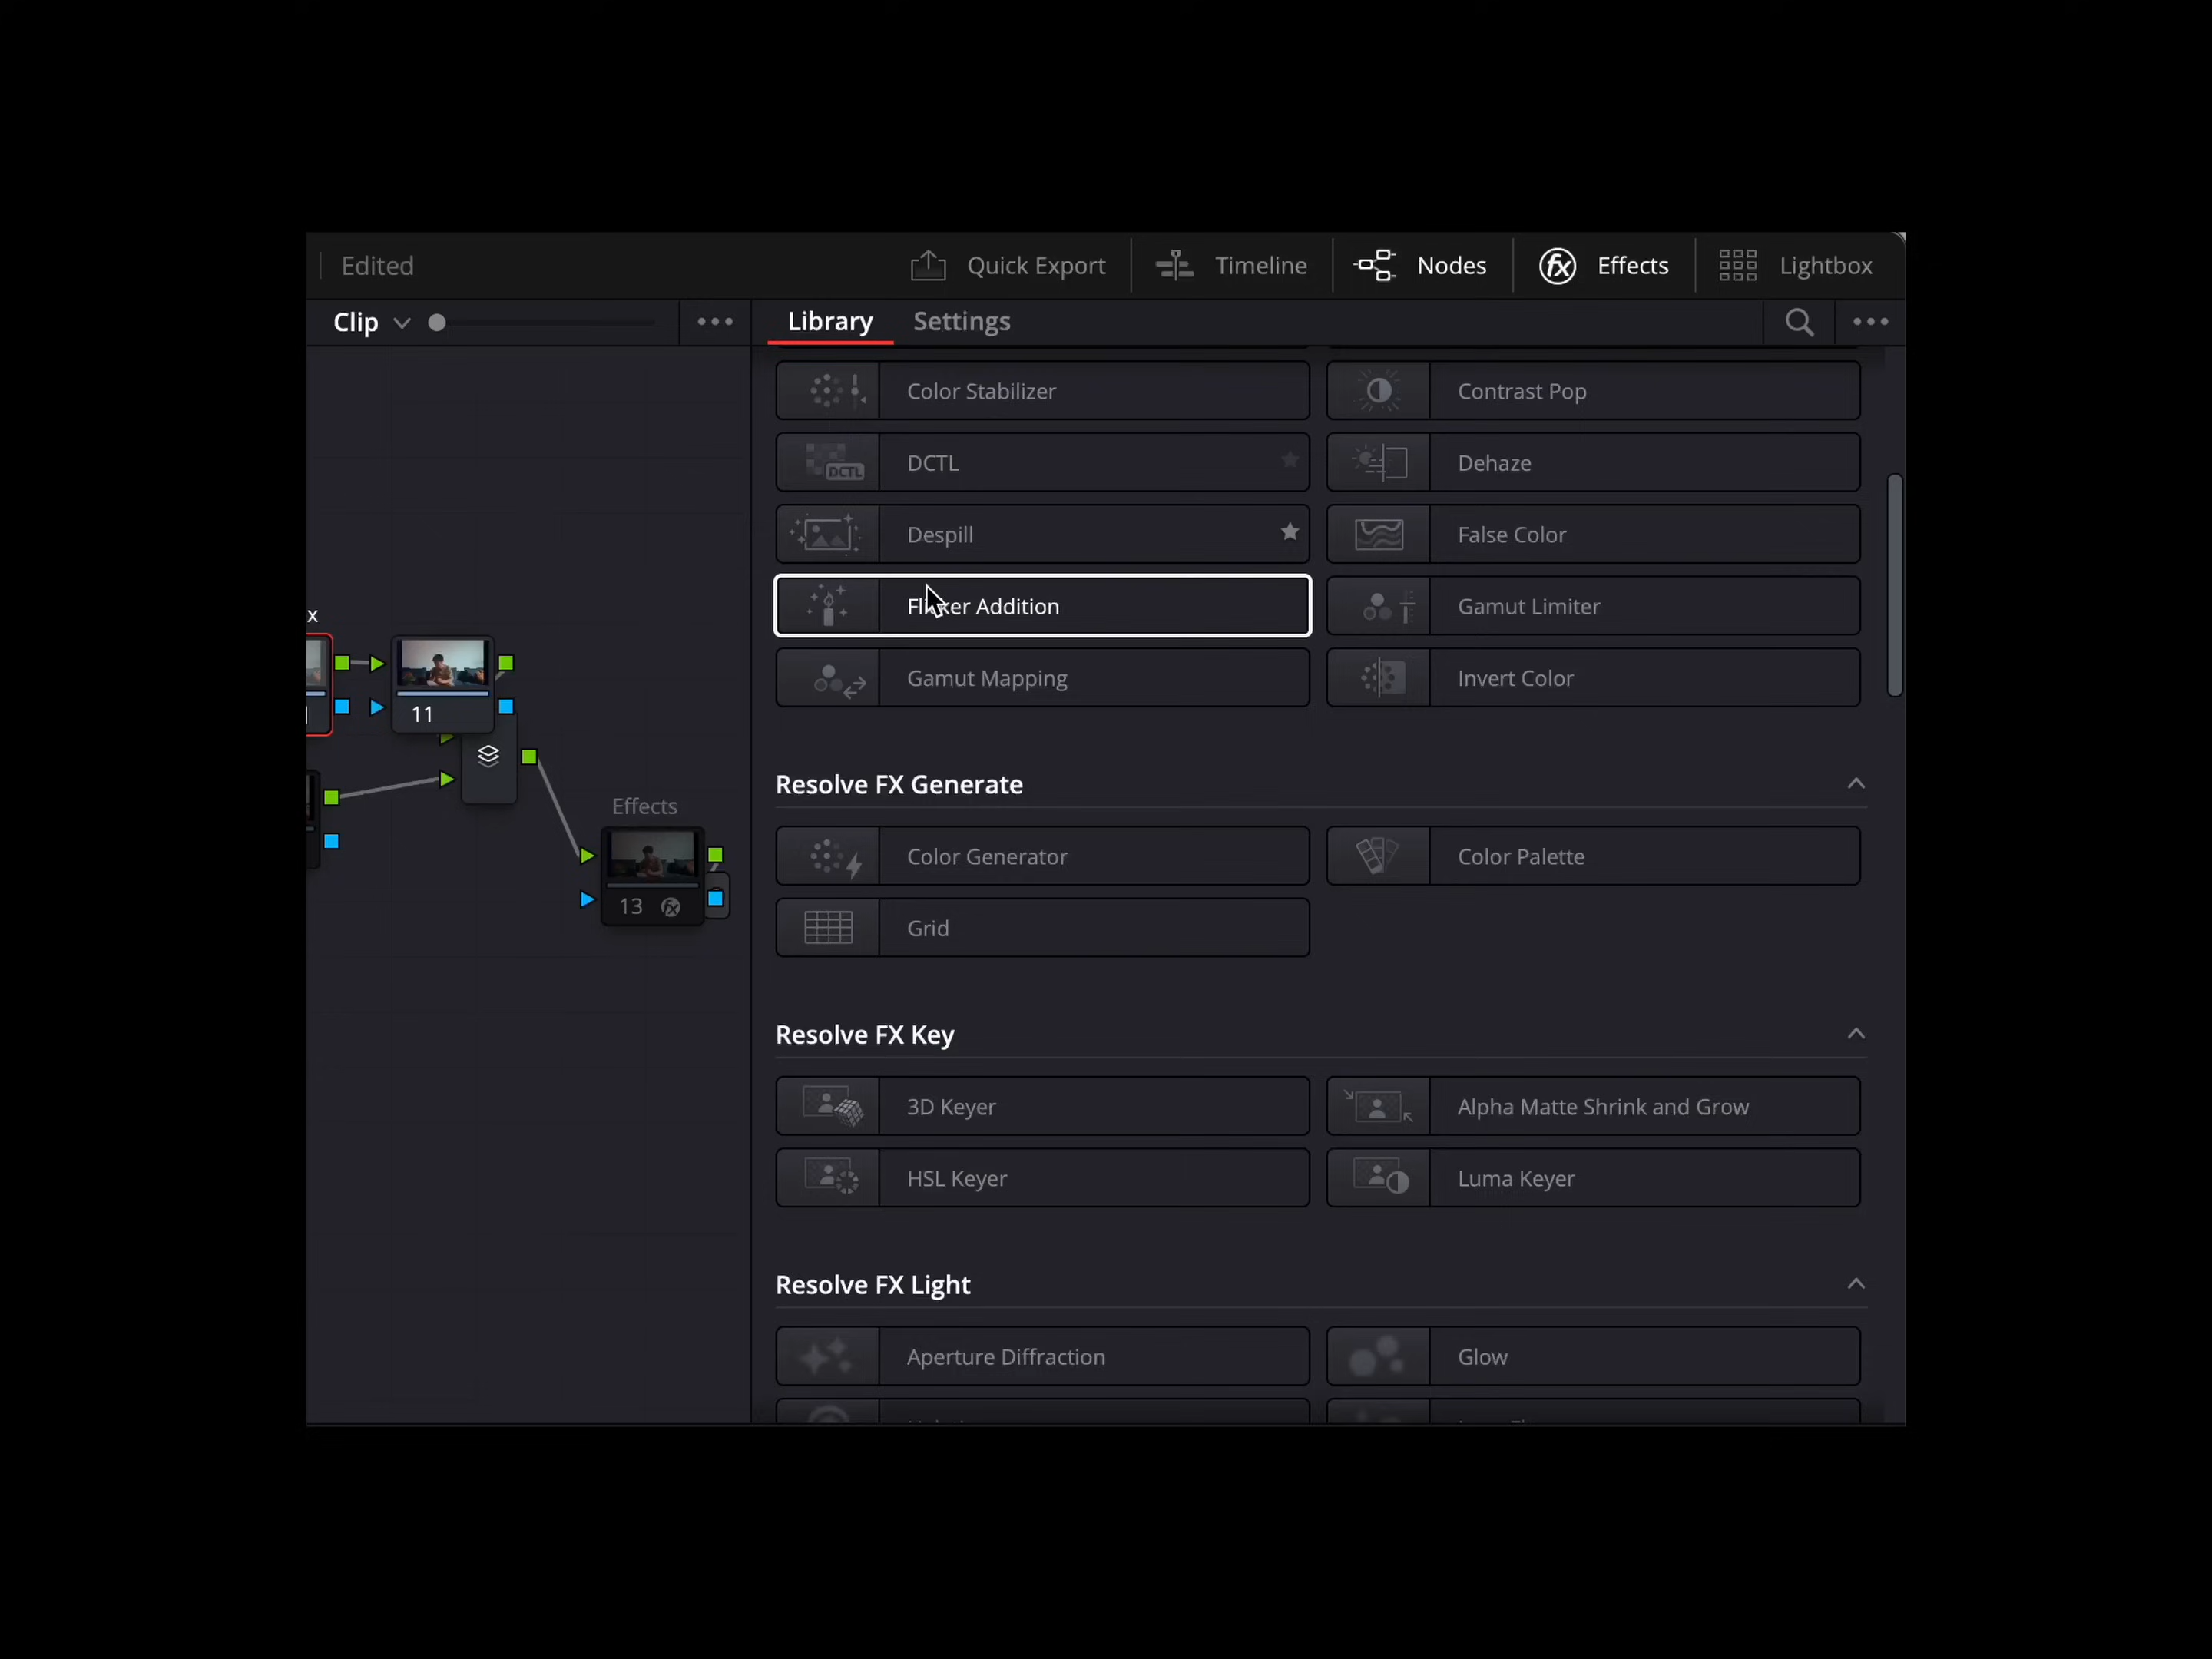 Edited
Quick Export
Timeline
Nodes
Effects
Lightbox
Clip
Library
Settings
Color Stabilizer
Contrast Pop
DCTL
DCTL
Dehaze
Despill
False Color
x
Flicker Addition
Gamut Limiter
Gamut Mapping
Invert Color
11
Resolve FX Generate
Effects
Color Generator
Color Palette
13
Grid
Resolve FX Key
3D Keyer
Alpha Matte Shrink and Grow
HSL Keyer
Luma Keyer
Resolve FX Light
Aperture Diffraction
Glow